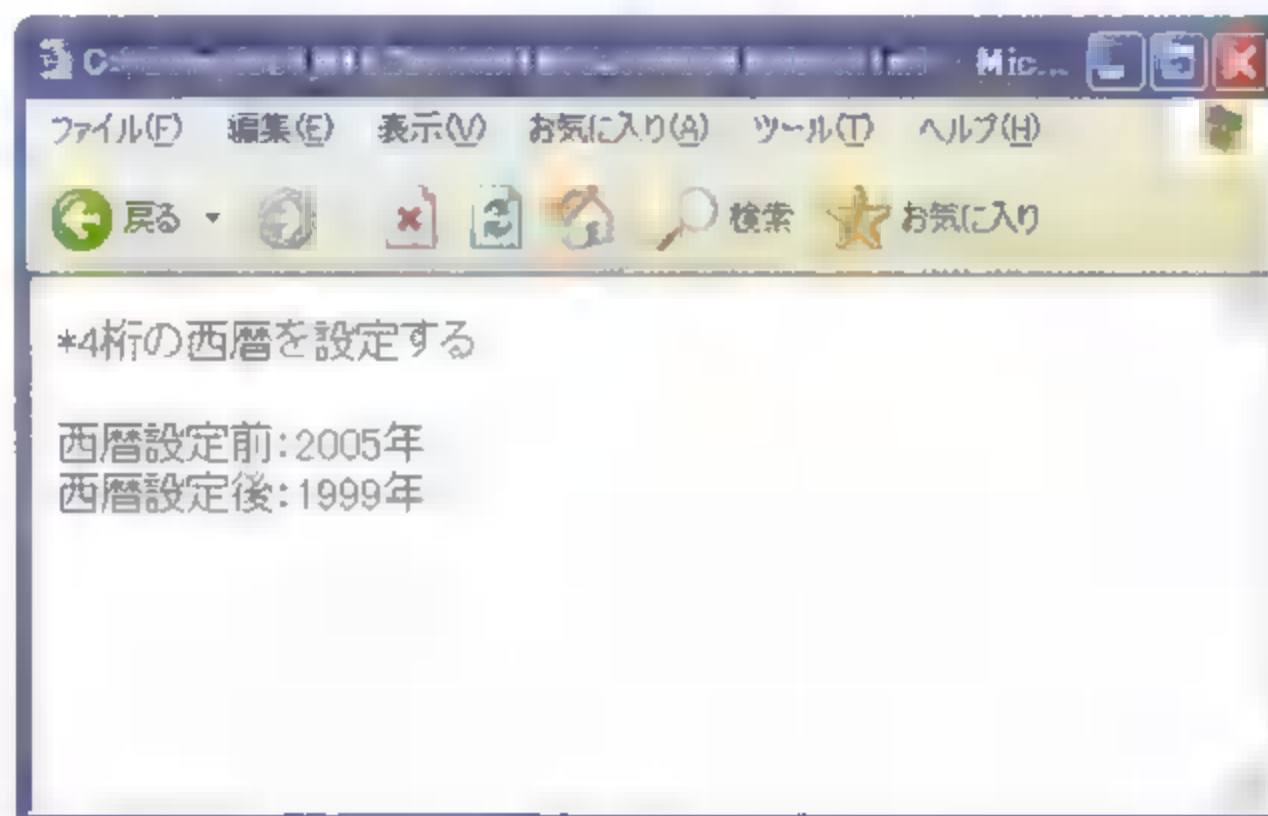 Mic...
ファイル(F) 編集(E) 表示(V) お気に入り(A) ツール(T) ヘルプ(H)
戻る 検索 お気に入り
*4桁の西暦を設定する
西暦設定前:2005年
西暦設定後:1999年